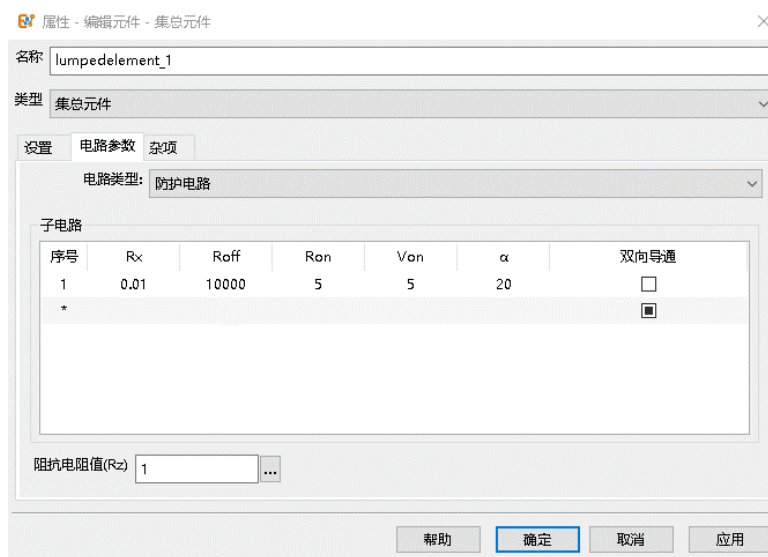 属性 - 编辑元件 - 集总元件
名称 lumpedelement_1
类型 集总元件
设置 电路参数 杂项
电路类型: 防护电路
子电路
序号 Rx Roff Ron Von α 双向导通
1 0.01 10000 5 5 20
*
阻抗电阻值(Rz) 1 ...
帮助 确定 取消 应用